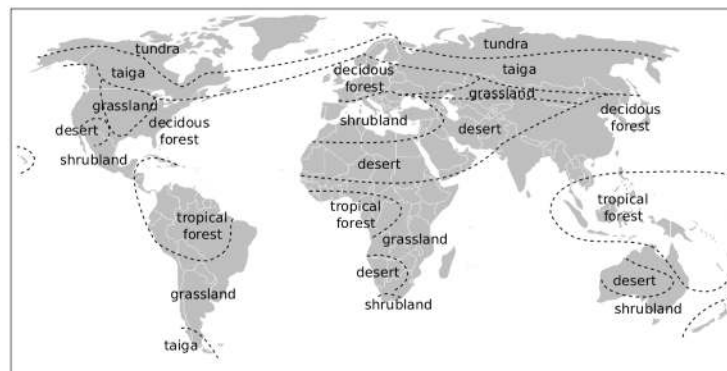 tundra
tundra
taiga
decidous
forest
taiga
grassland
grassland
desert
decidous
forest
shrubland
desert
decidous
forest
shrubland
desert
tropical
forest
tropical
forest
tropical
forest
grassland
desert
desert
grassland
shrubland
shrubland
taiga